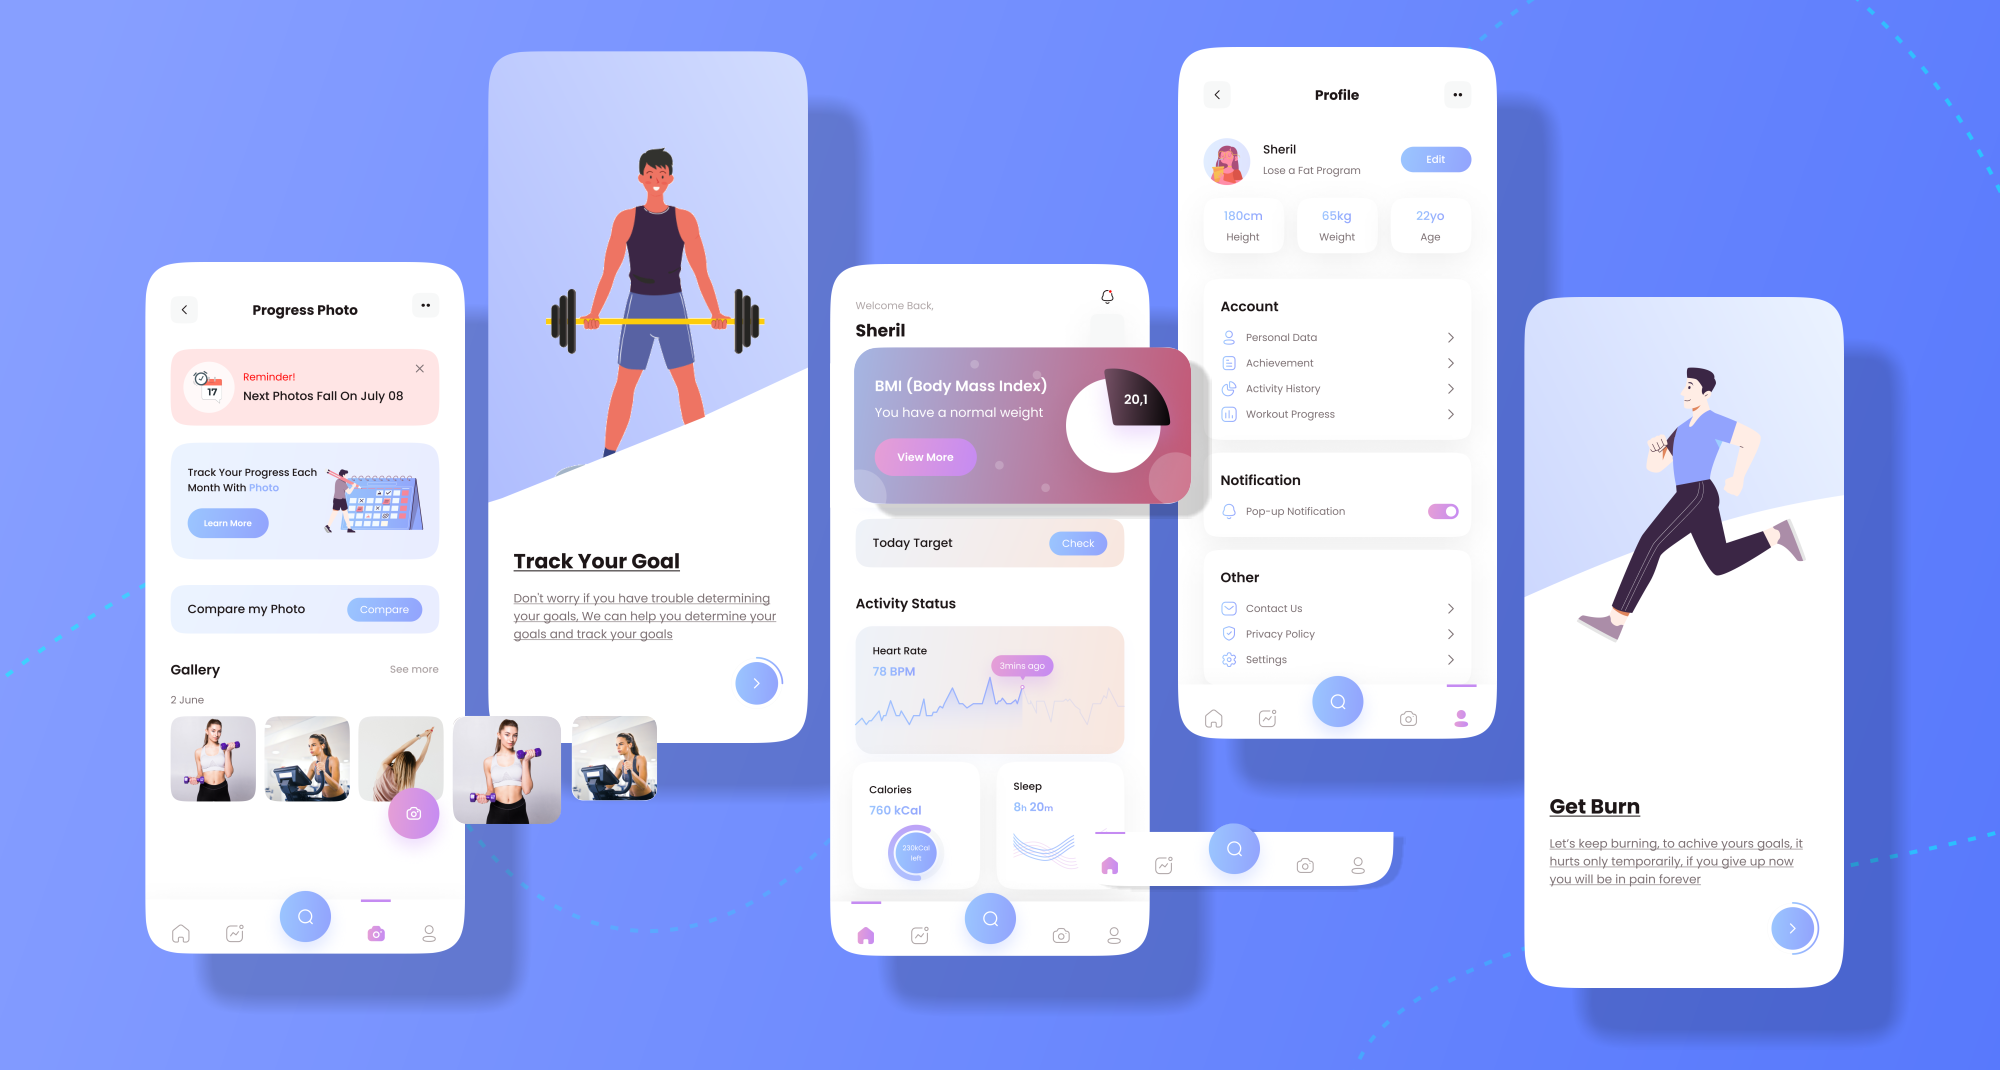 Progress Photo
Reminder!
Next Photos Fall On July 08
17
Track Your Progress Each
Month With Photo
Learn More
Compare my Photo
Compare
Gallery
See more
2 June
Track Your Goal
Don't worry if you have trouble determining
your goals, We can help you determine your
goals and track your goals
Welcome Back,
Sheril
BMI (Body Mass Index)
You have a normal weight
View More
20,1
Today Target
Check
Activity Status
Heart Rate
78 BPM
3mins ago
Calories
760 kCal
230kCal
left
Sleep
8h 20m
Profile
Sheril
Lose a Fat Program
Edit
180cm
Height
65kg
Weight
22yo
Age
Account
Personal Data
Achievement
Activity History
Workout Progress
Notification
Pop-up Notification
Other
Contact Us
Privacy Policy
Settings
Get Burn
Let's keep burning, to achive yours goals, it
hurts only temporarily, if you give up now
you will be in pain forever